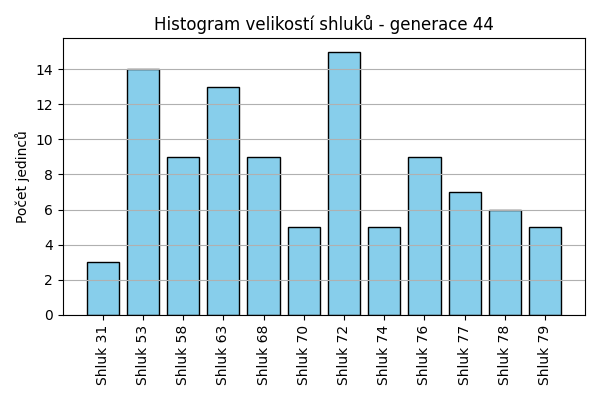 Histogram velikostí shluků - generace 44
Počet jedinců
14
12
10
8
6
4
2
0
Shluk 31
Shluk 53
Shluk 58
Shluk 63
Shluk 68
Shluk 70
Shluk 72
Shluk 74
Shluk 76
Shluk 77
Shluk 78
Shluk 79